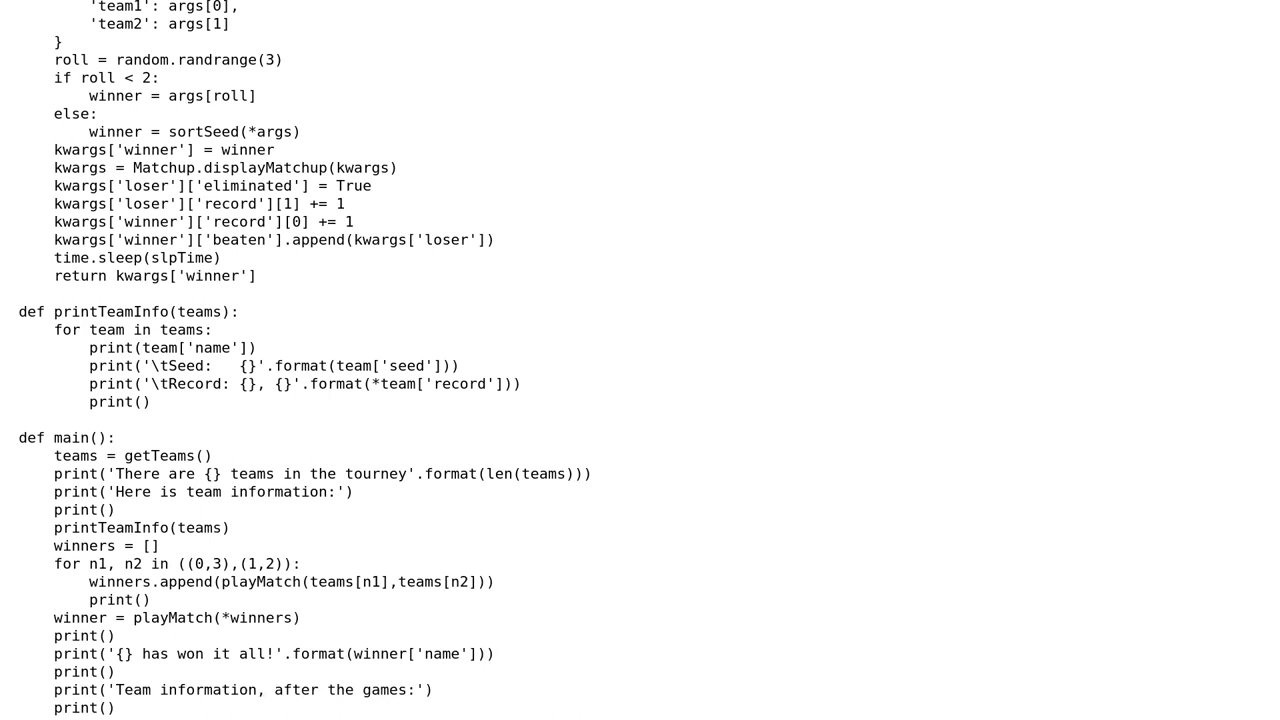 'team1': args[0],
        'team2': args[1]
    }
    roll = random.randrange(3)
    if roll < 2:
        winner = args[roll]
    else:
        winner = sortSeed(*args)
    kwargs['winner'] = winner
    kwargs = Matchup.displayMatchup(kwargs)
    kwargs['loser']['eliminated'] = True
    kwargs['loser']['record'][1] += 1
    kwargs['winner']['record'][0] += 1
    kwargs['winner']['beaten'].append(kwargs['loser'])
    time.sleep(slpTime)
    return kwargs['winner']

def printTeamInfo(teams):
    for team in teams:
        print(team['name'])
        print('\tSeed:   {}'.format(team['seed']))
        print('\tRecord: {}, {}'.format(*team['record']))
        print()

def main():
    teams = getTeams()
    print('There are {} teams in the tourney'.format(len(teams)))
    print('Here is team information:')
    print()
    printTeamInfo(teams)
    winners = []
    for n1, n2 in ((0,3),(1,2)):
        winners.append(playMatch(teams[n1],teams[n2]))
        print()
    winner = playMatch(*winners)
    print()
    print('{} has won it all!'.format(winner['name']))
    print()
    print('Team information, after the games:')
    print()